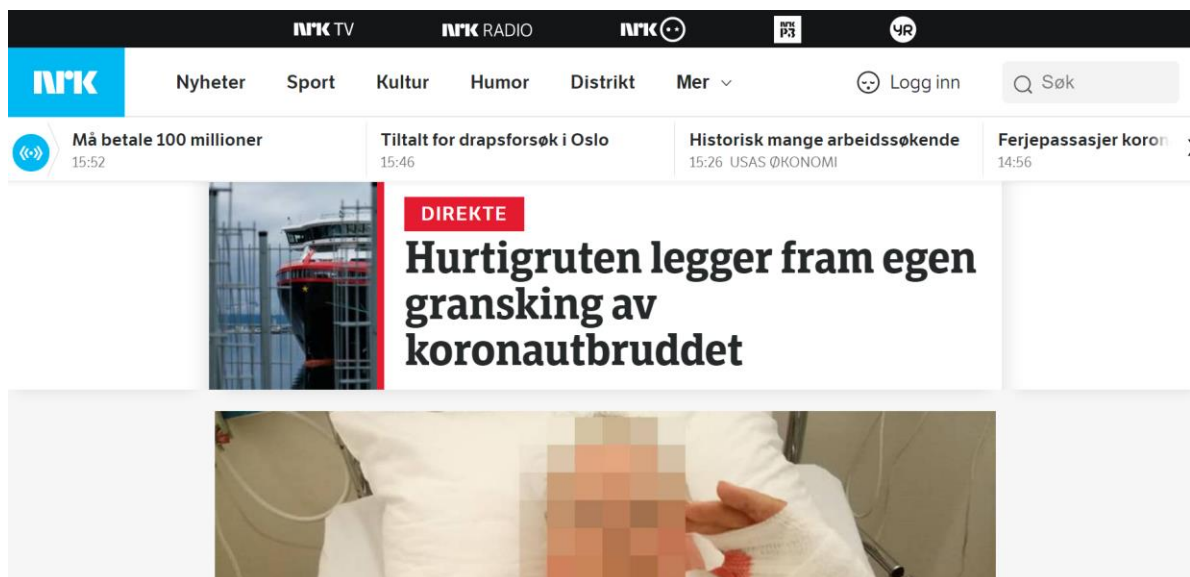 NRK TV NRK RADIO NRK NRK P3 YR
NRK Nyheter Sport Kultur Humor Distrikt Mer Logg inn Søk
Må betale 100 millioner
15:52
Tiltalt for drapsforsøk i Oslo
15:46
Historisk mange arbeidssøkende
15:26 USAS ØKONOMI
Ferjepassasjer koron
14:56
DIREKTE
Hurtigruten legger fram egen
gransking av
koronautbruddet